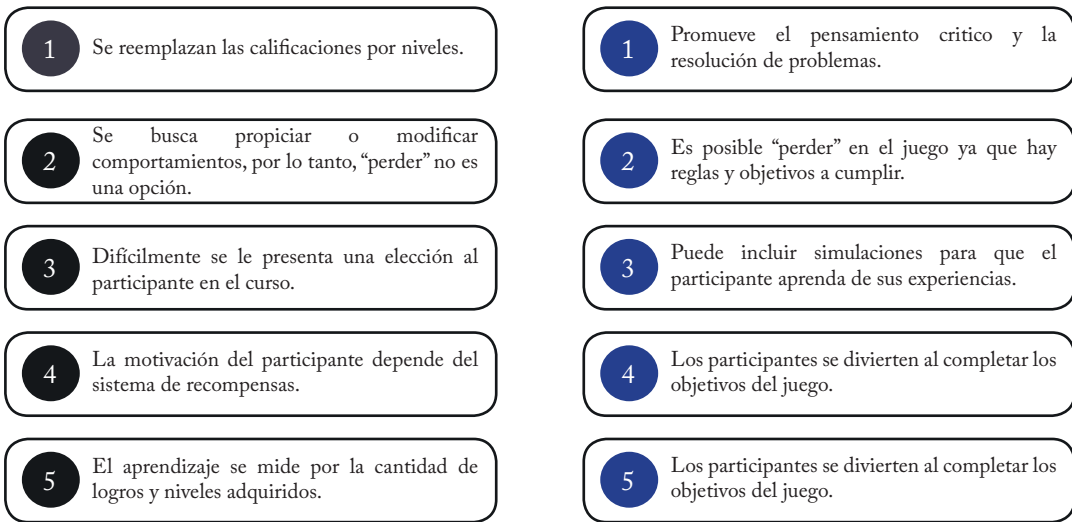 1
Se reemplazan las calificaciones por niveles.
2
Se busca propiciar o modificar
comportamientos, por lo tanto, “perder” no es
una opción.
3
Difícilmente se le presenta una elección al
participante en el curso.
4
La motivación del participante depende del
sistema de recompensas.
5
El aprendizaje se mide por la cantidad de
logros y niveles adquiridos.
1
Promueve el pensamiento critico y la
resolución de problemas.
2
Es posible “perder” en el juego ya que hay
reglas y objetivos a cumplir.
3
Puede incluir simulaciones para que el
participante aprenda de sus experiencias.
4
Los participantes se divierten al completar los
objetivos del juego.
5
Los participantes se divierten al completar los
objetivos del juego.